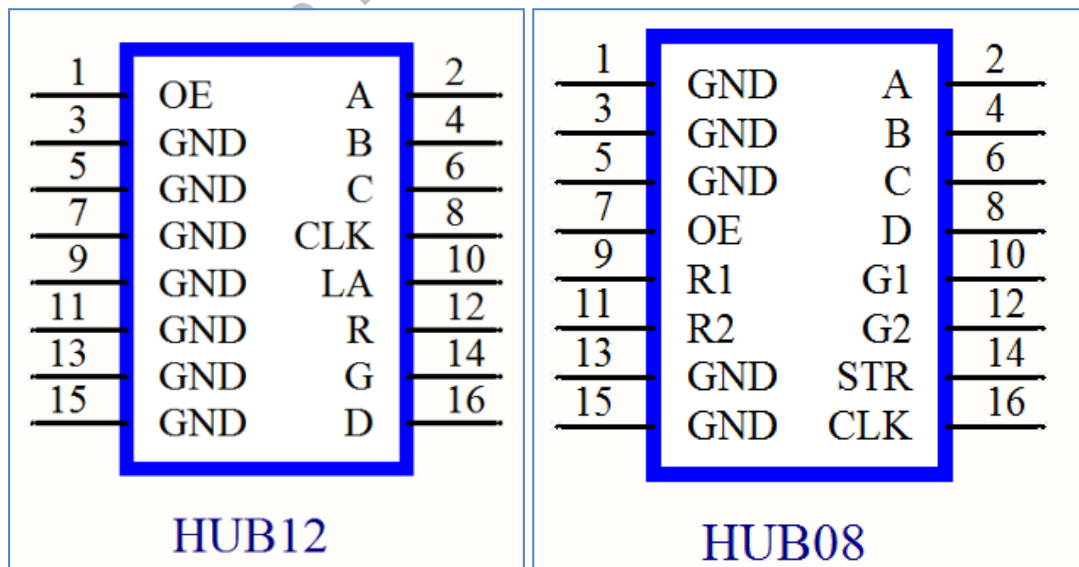 1 OE A 2
3 GND B 4
5 GND C 6
7 GND CLK 8
9 GND LA 10
11 GND R 12
13 GND G 14
15 GND D 16
HUB12
1 GND A 2
3 GND B 4
5 GND C 6
7 OE D 8
9 R1 G1 10
11 R2 G2 12
13 GND STR 14
15 GND CLK 16
HUB08